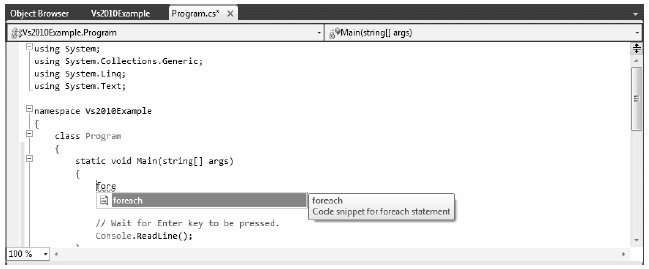 Object Browser Vs2010Example Program.cs* ×
Vs2010Example.Program Main(string[] args)
using System;
using System.Collections.Generic;
using System.Linq;
using System.Text;
namespace Vs2010Example
{
class Program
{
static void Main(string[] args)
{
fore
foreach
foreach
Code snippet for foreach statement
// Wait for Enter key to be pressed.
Console.ReadLine();
100 %